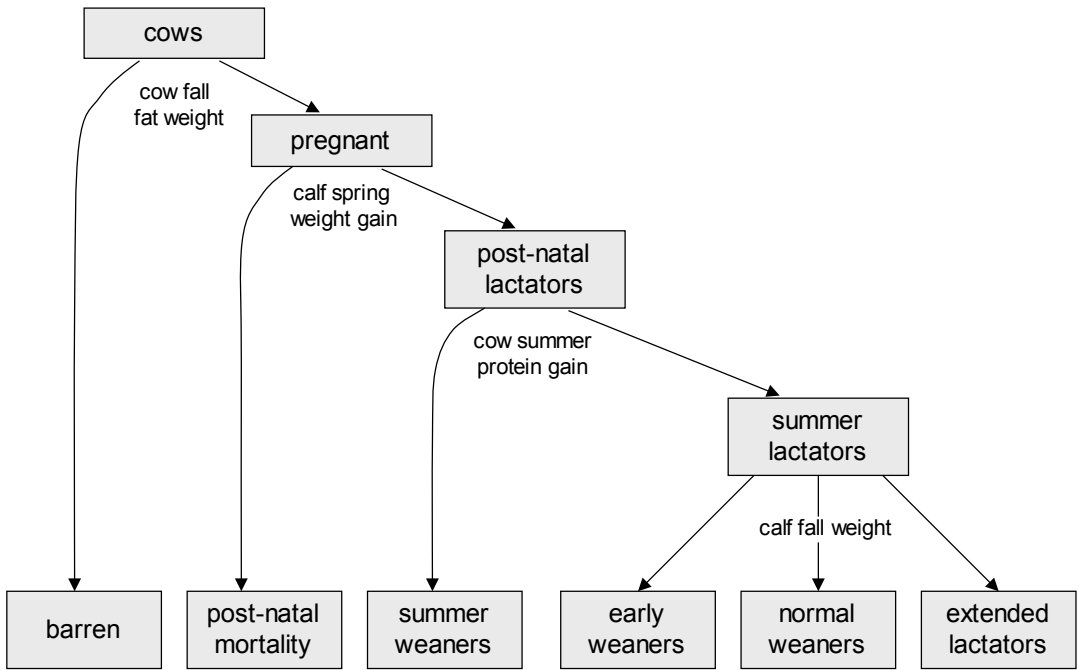 cows
cow fall
fat weight
pregnant
calf spring
weight gain
post-natal
lactators
cow summer
protein gain
summer
lactators
calf fall weight
barren
post-natal
mortality
summer
weaners
early
weaners
normal
weaners
extended
lactators